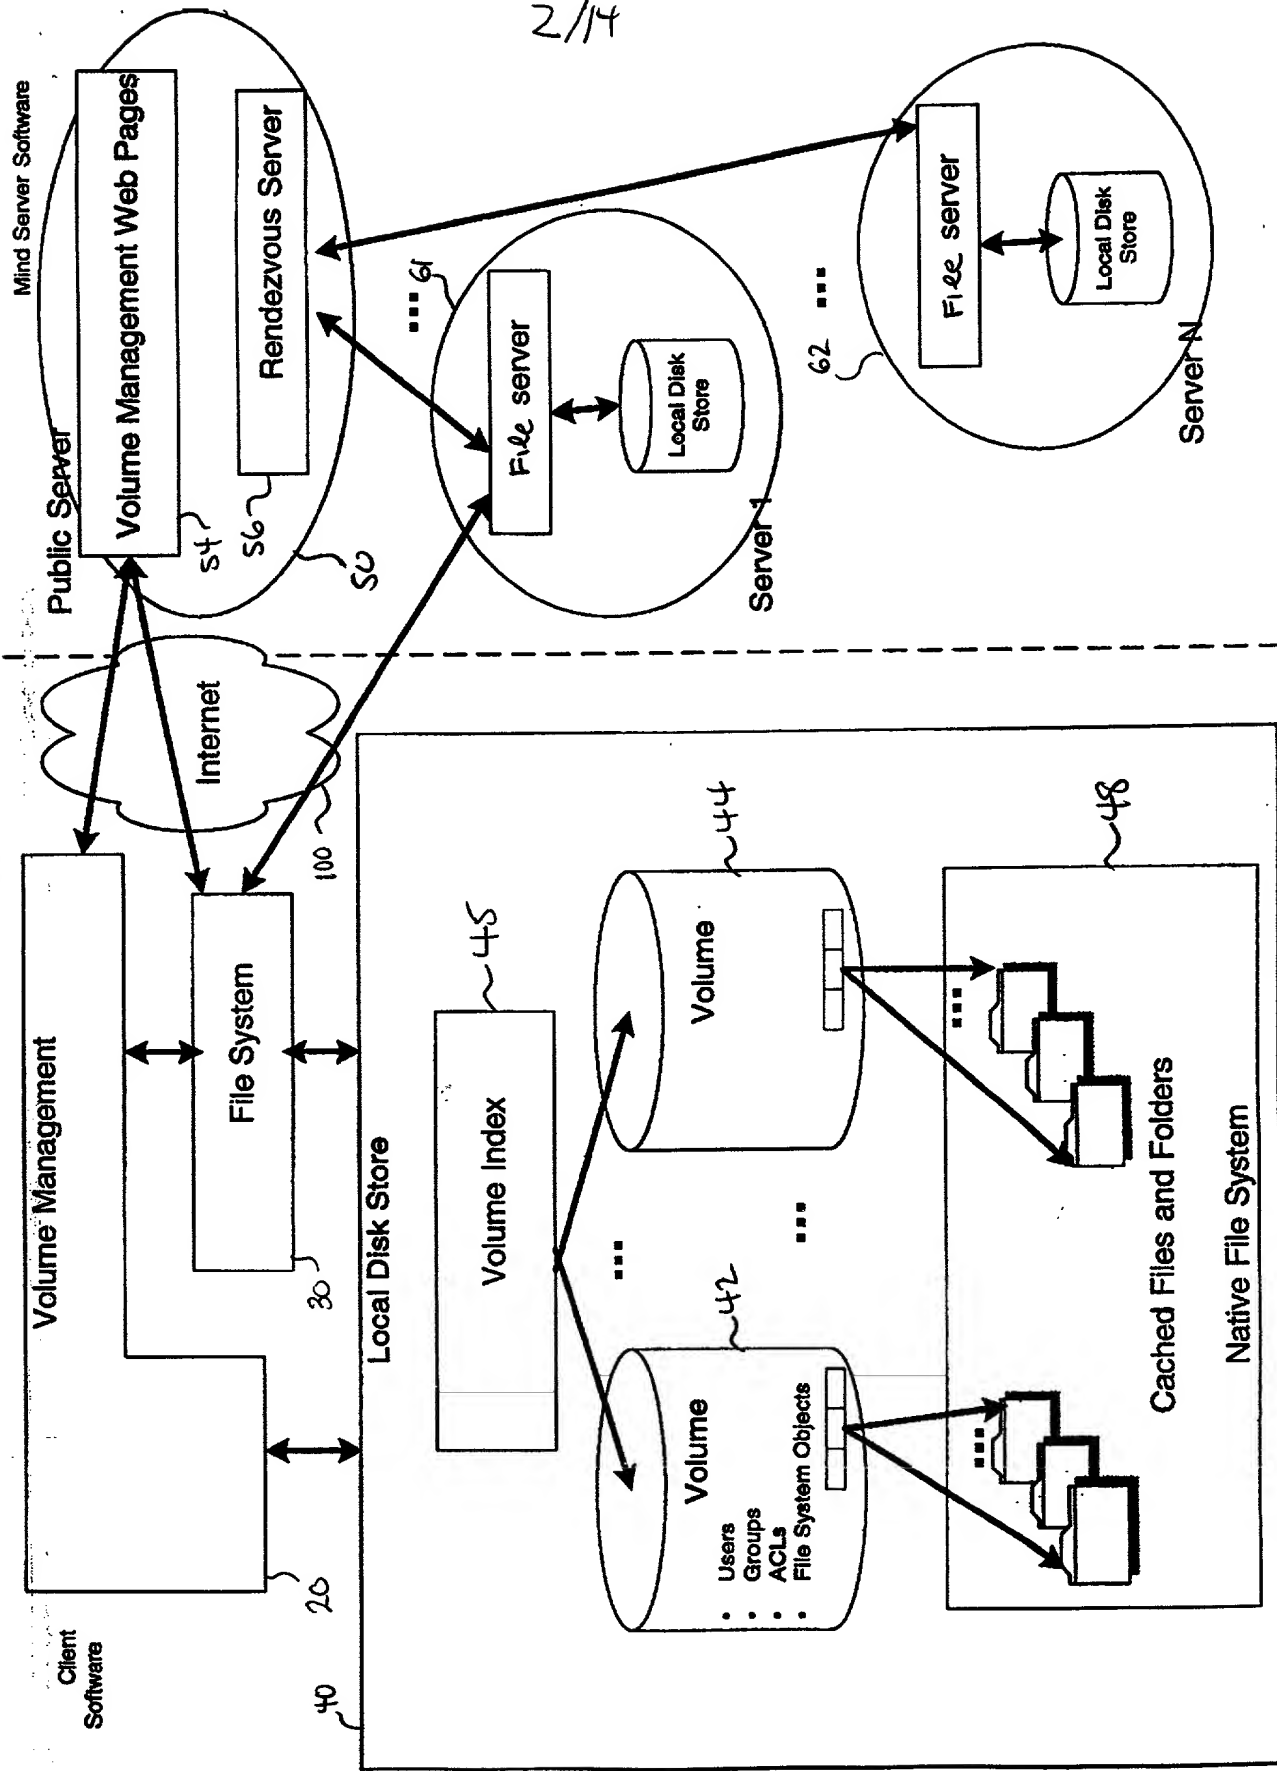 2/14
Client
Software
Mind Server Software
Volume Management
20
File System
30
Internet
100
Public Server
Volume Management Web Pages
54
Rendezvous Server
56
50
40
Local Disk Store
Volume Index
45
Volume
42
• Users
• Groups
• ACLs
• File System Objects
...
...
Volume
44
...
...
Cached Files and Folders
Native File System
48
...
61
File server
Local Disk
Store
Server 1
...
62
File server
Local Disk
Store
Server N